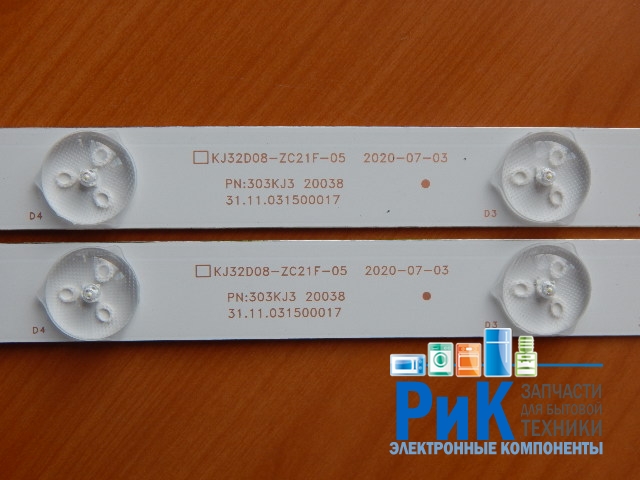 KJ32D08-ZC21F-05 2020-07-03
PN:303KJ3 20038
31.11.031500017
D4
D3
KJ32D08-ZC21F-05 2020-07-03
PN:303KJ3 20038
31.11.031500017
D4
D3
РиК
ЗАПЧАСТИ
ДЛЯ БЫТОВОЙ
ТЕХНИКИ
ЭЛЕКТРОННЫЕ КОМПОНЕНТЫ